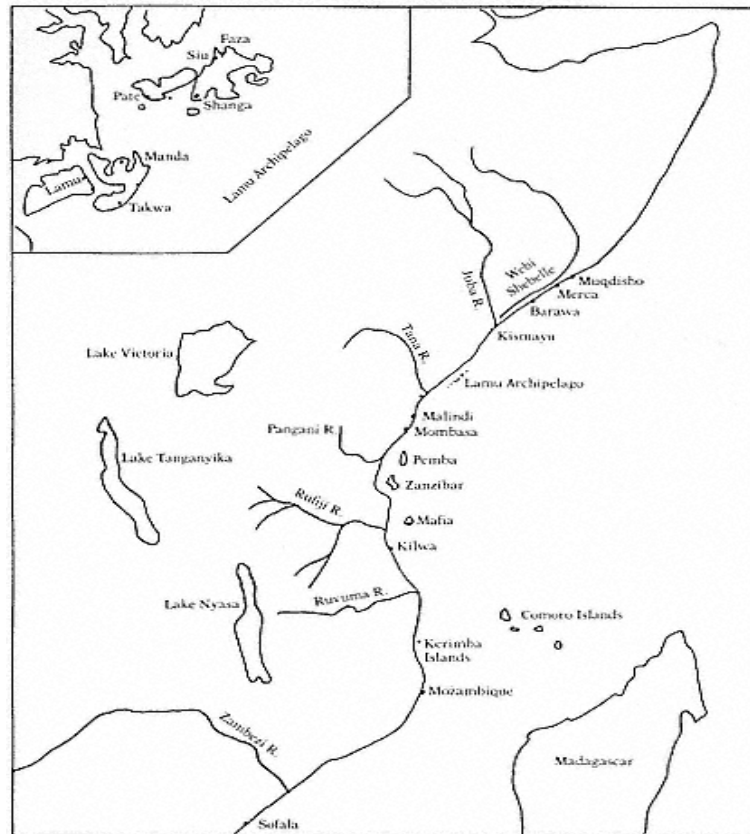 Faza
Siu
Pate
Shanga
Manda
Lamu
Takwa
Lamu Archipelago
Juba R.
Webi
Shebelle
Muqdisho
Merca
Barawa
Kismayu
Tana R.
Lake Victoria
Lamu Archipelago
Malindi
Pangani R.
Mombasa
Lake Tanganyika
Pemba
Zanzibar
Rufiji R.
Mafia
Kilwa
Lake Nyasa
Ruvuma R.
Comoro Islands
Kerimba
Islands
Mozambique
Zambezi R.
Madagascar
Sofala